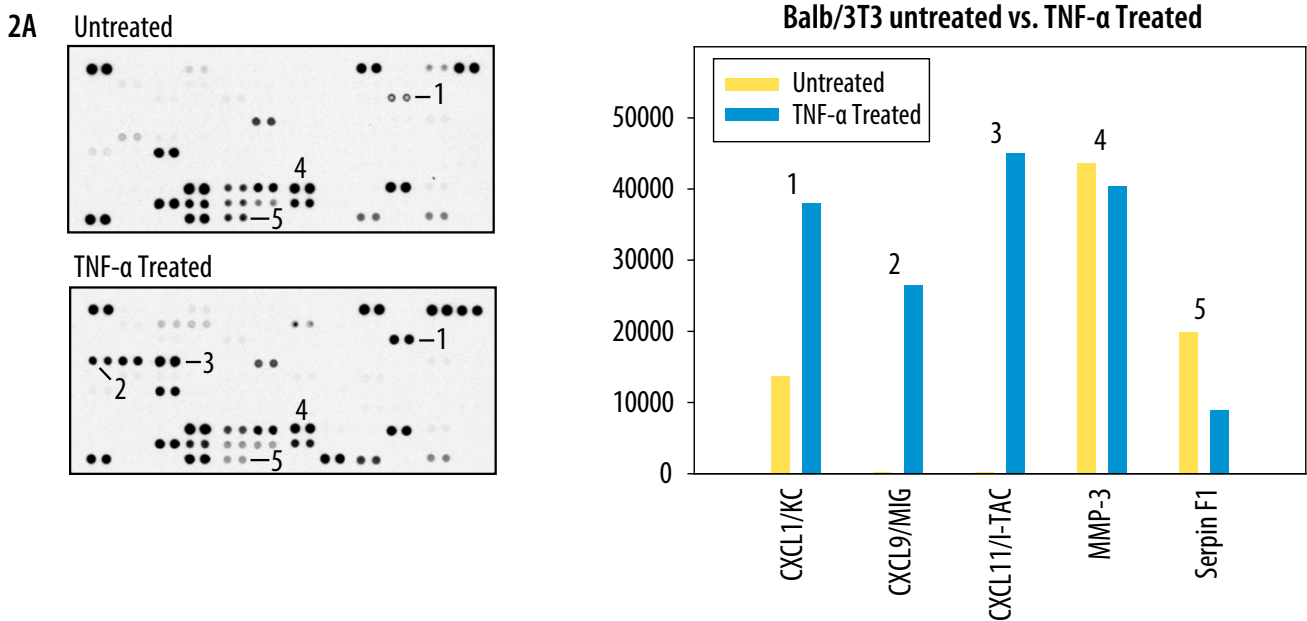 2A
Untreated
1
4
5
TNF-α Treated
1
3
2
4
5
Balb/3T3 untreated vs. TNF-α Treated
Untreated
TNF-α Treated
50000
40000
30000
20000
10000
0
1
2
3
4
5
CXCL1/KC
CXCL9/MIG
CXCL11/I-TAC
MMP-3
Serpin F1